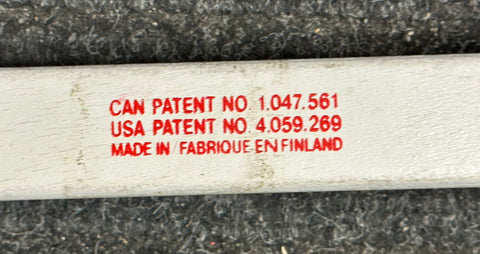 CAN PATENT NO. 1.047.561
USA PATENT NO. 4.059.269
MADE IN / FABRIQUE EN FINLAND